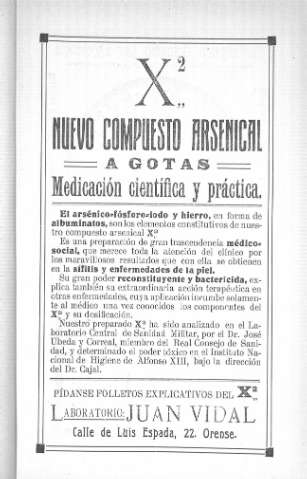 X.ª
NUEVO COMPUESTO ARSENICAL
A GOTAS
Medicación científica y práctica.
El arsénico-fósforo-iodo y hierro, en forma de
albuminatos, son los elementos constitutivos de nues-
tro compuesto arsenical Xª
Es una preparación de gran trascendencia médico-
social, que merece toda la atención del clínico por
los maravillosos resultados que con ella se obtienen
en la sífilis y enfermedades de la piel.
Su gran poder reconstituyente y bactericida, ex-
plica también su extraordinaria acción terapéutica en
otras enfermedades, cuya aplicación incumbe solamen-
te al médico una vez conocidos los componentes del
Xª y su dosificación.
Nuestro preparado Xª ha sido analizado en el La-
boratorio Central de Sanidad Militar, por el Dr. José
Ubeda y Correal, miembro del Real Consejo de Sani-
dad, y determinado el poder tóxico en el Instituto Na-
cional de Higiene de Alfonso XIII, bajo la dirección
del Dr. Cajal.
PÍDANSE FOLLETOS EXPLICATIVOS DEL Xª
LABORATORIO: JUAN VIDAL
Calle de Luis Espada, 22. Orense.